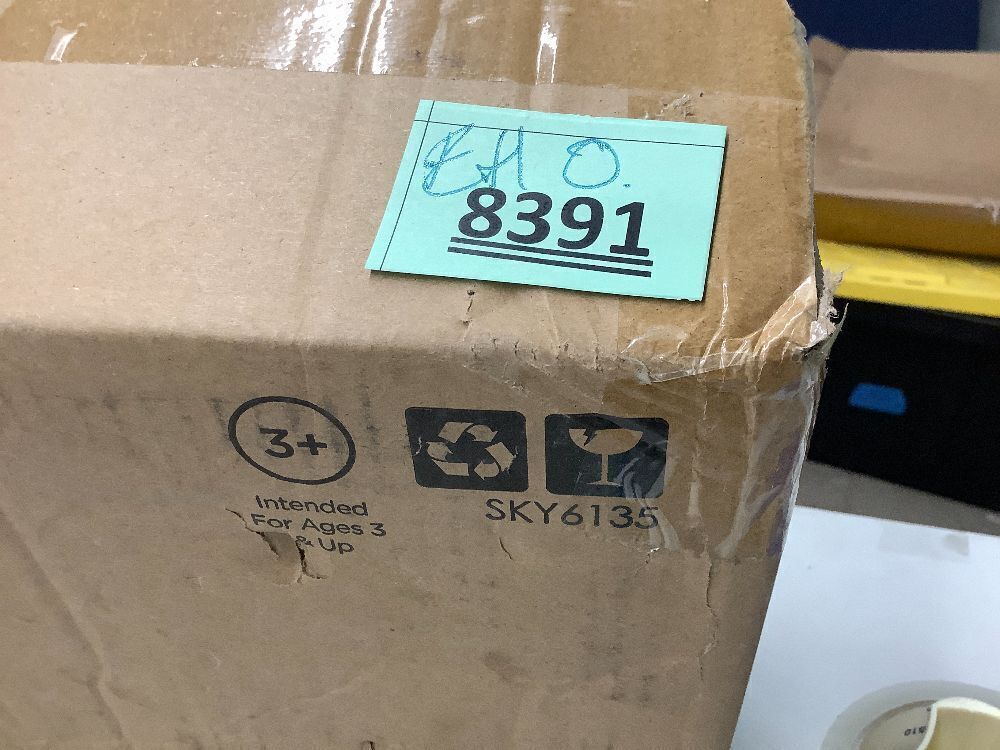 8391
3+
Intended
For Ages 3
& Up
SKY6135